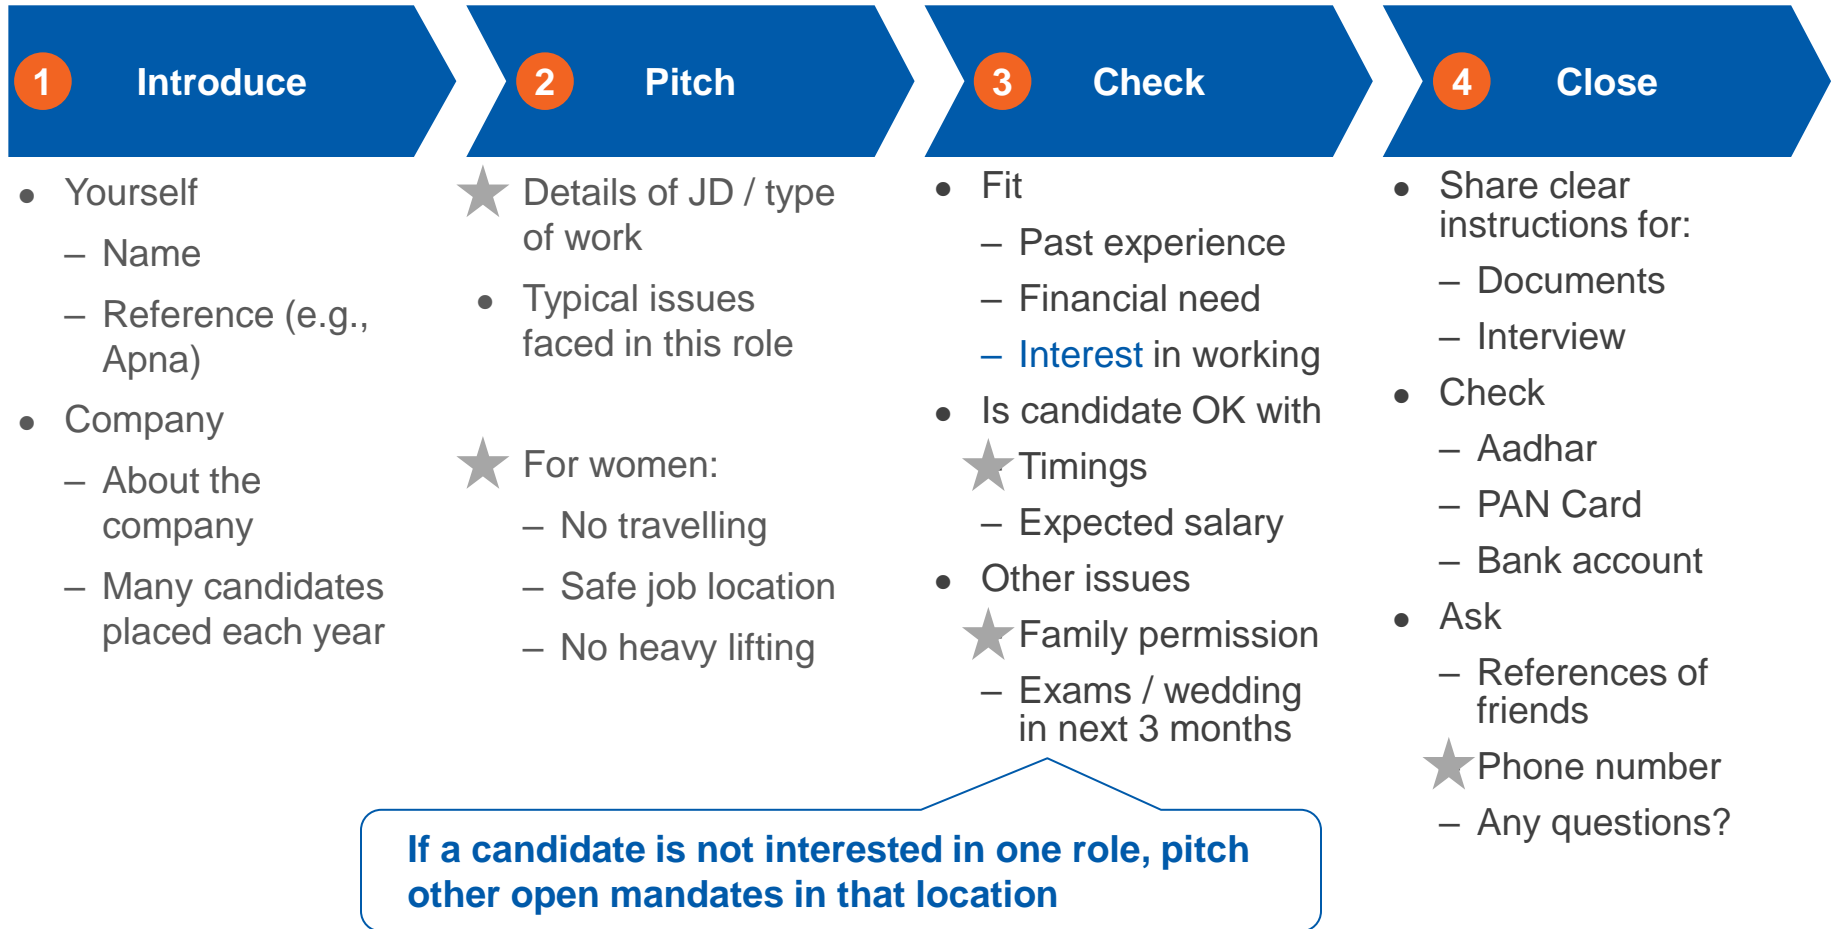 1 Introduce
● Yourself
– Name
– Reference (e.g.,
Apna)
● Company
– About the
company
– Many candidates
placed each year
2 Pitch
Details of JD / type
of work
● Typical issues
faced in this role
For women:
– No travelling
– Safe job location
– No heavy lifting
3 Check
● Fit
– Past experience
– Financial need
– Interest in working
● Is candidate OK with
Timings
– Expected salary
● Other issues
Family permission
– Exams / wedding
in next 3 months
If a candidate is not interested in one role, pitch
other open mandates in that location
4 Close
● Share clear
instructions for:
– Documents
– Interview
● Check
– Aadhar
– PAN Card
– Bank account
● Ask
– References of
friends
Phone number
– Any questions?